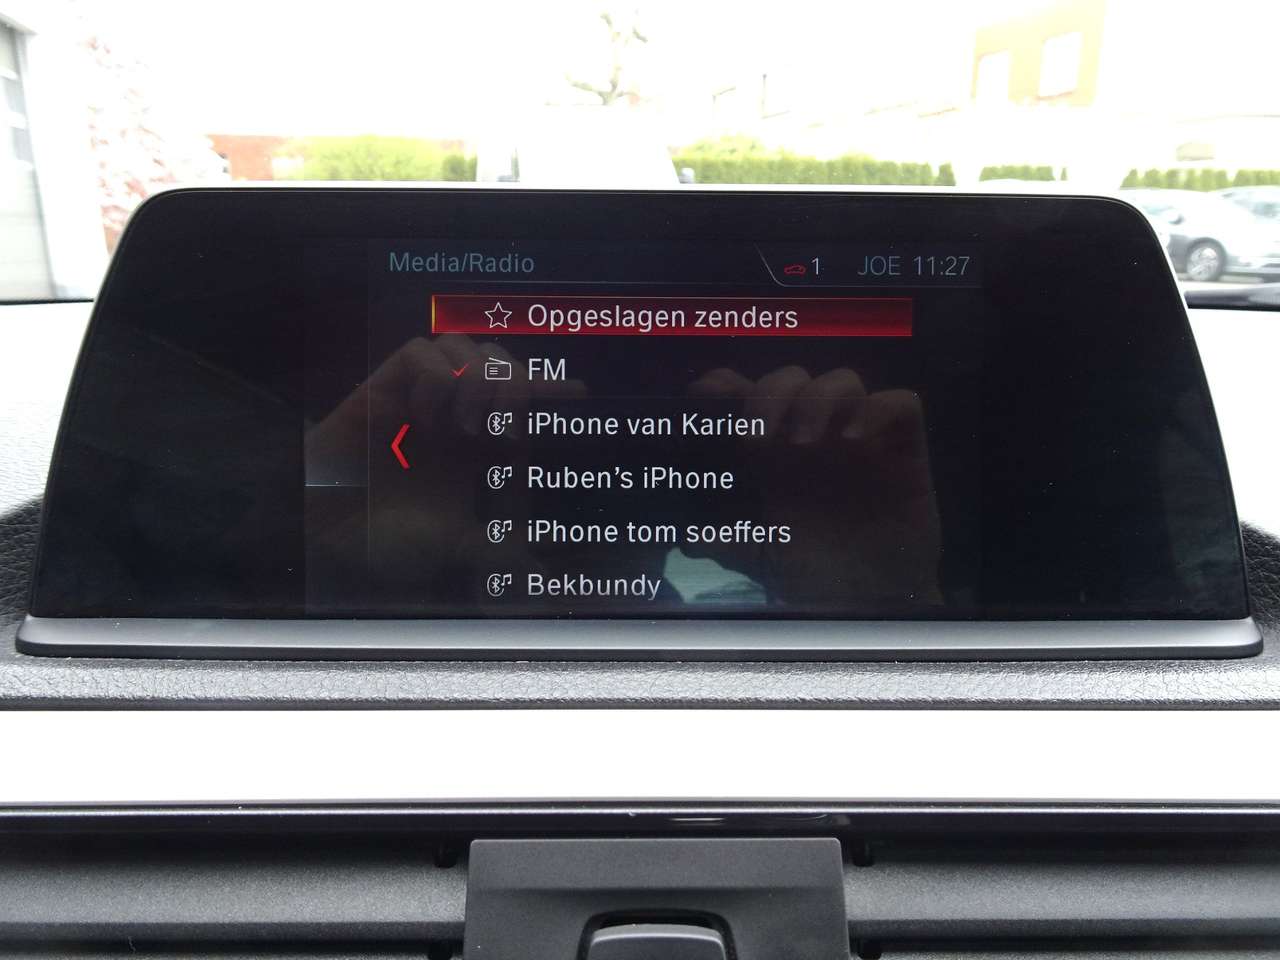 Media/Radio
1 JOE 11:27
Opgeslagen zenders
FM
iPhone van Karien
Ruben's iPhone
iPhone tom soeffers
Bekbundy